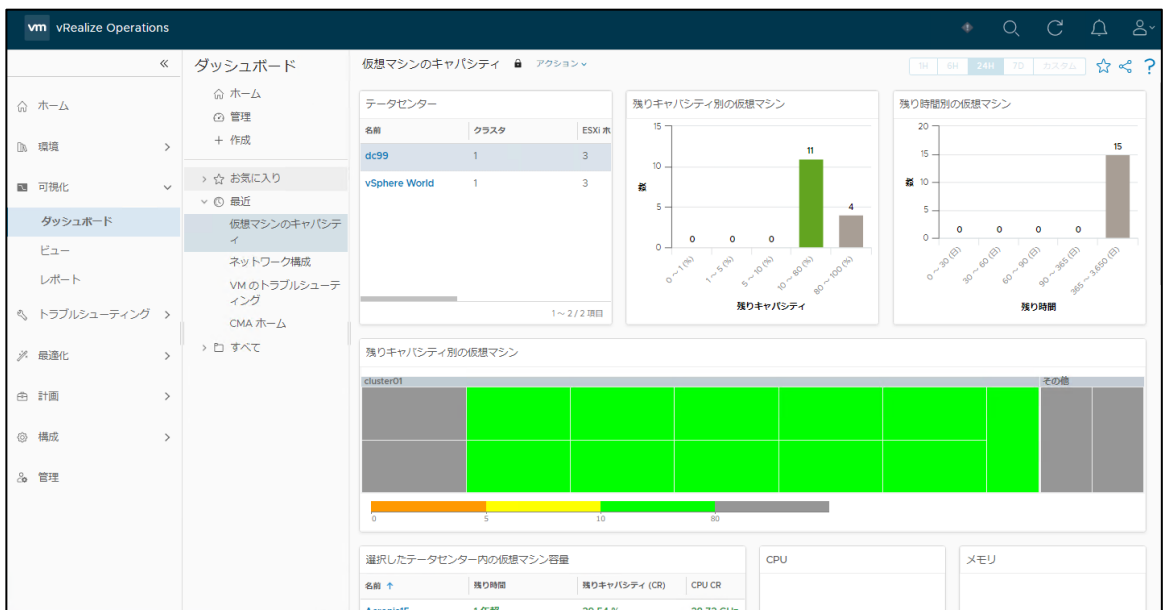 vm vRealize Operations
ホーム
環境
可視化
ダッシュボード
ビュー
レポート
トラブルシューティング
最適化
計画
構成
管理
ダッシュボード
ホーム
管理
作成
お気に入り
最近
仮想マシンのキャパシテ
ィ
ネットワーク構成
VM のトラブルシューテ
ィング
CMA ホーム
すべて
仮想マシンのキャパシティ アクション
1H 6H 24H 7D カスタム
データセンター
名前 クラスタ ESXi ホ
dc99 1 3
vSphere World 1 3
1 ~ 2 / 2 項目
残りキャパシティ別の仮想マシン
15
10
5
0
数
0 0 0 11 4
0 ~ 1 (%) 1 ~ 5 (%) 5 ~ 10 (%) 10 ~ 80 (%) 80 ~ 100 (%)
残りキャパシティ
残り時間別の仮想マシン
20
15
10
5
0
数
0 0 0 0 15
0 ~ 30 (日) 30 ~ 60 (日) 60 ~ 90 (日) 90 ~ 365 (日) 365 ~ 3,650 (日)
残り時間
残りキャパシティ別の仮想マシン
cluster01 その他
0 5 10 80
選択したデータセンター内の仮想マシン容量
名前 残り時間 残りキャパシティ (CR) CPU CR
CPU
メモリ